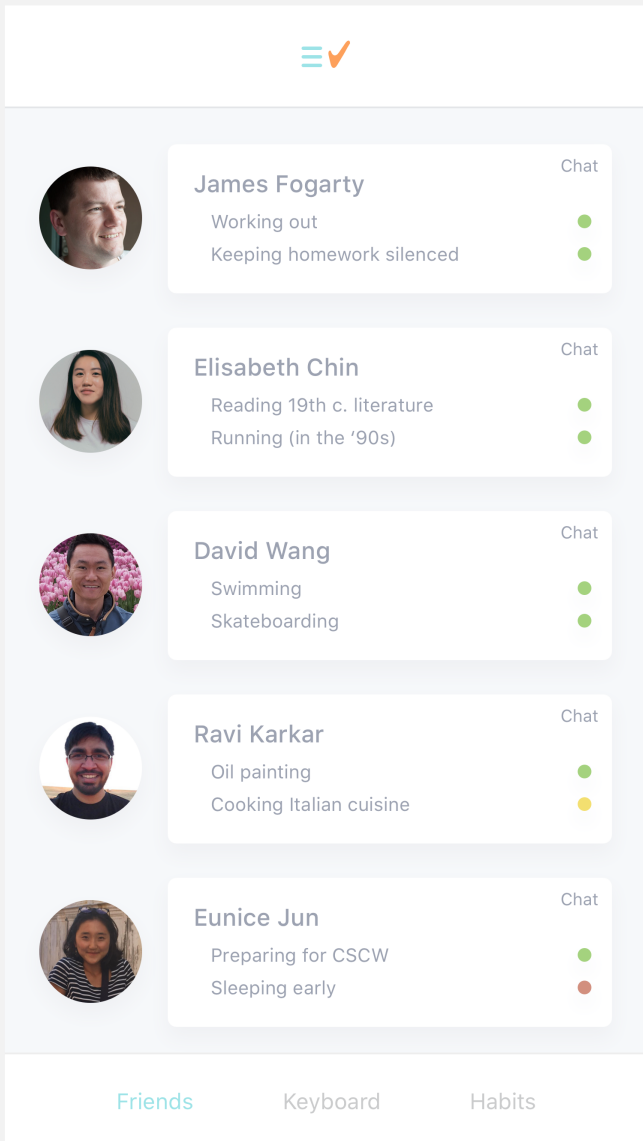 Chat
James Fogarty
Working out
Keeping homework silenced
Chat
Elisabeth Chin
Reading 19th c. literature
Running (in the ‘90s)
Chat
David Wang
Swimming
Skateboarding
Chat
Ravi Karkar
Oil painting
Cooking Italian cuisine
Chat
Eunice Jun
Preparing for CSCW
Sleeping early
Friends Keyboard Habits